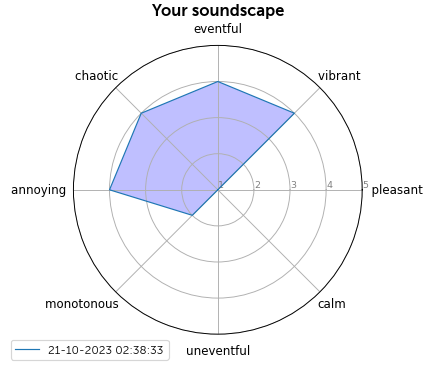 Your soundscape
eventful
chaotic
vibrant
annoying
1
2
3
4
5
pleasant
monotonous
calm
uneventful
21-10-2023 02:38:33